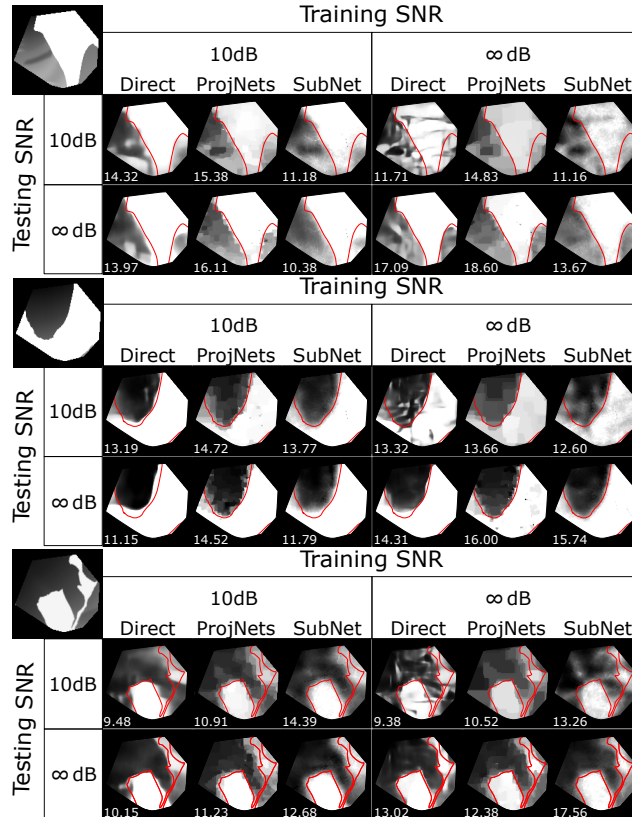 Training SNR
10dB ∞ dB
Direct ProjNets SubNet Direct ProjNets SubNet
Testing SNR
10dB
14.32 15.38 11.18 11.71 14.83 11.16
∞ dB
13.97 16.11 10.38 17.09 18.60 13.67
Training SNR
10dB ∞ dB
Direct ProjNets SubNet Direct ProjNets SubNet
Testing SNR
10dB
13.19 14.72 13.77 13.32 13.66 12.60
∞ dB
11.15 14.52 11.79 14.31 16.00 15.74
Training SNR
10dB ∞ dB
Direct ProjNets SubNet Direct ProjNets SubNet
Testing SNR
10dB
9.48 10.91 14.39 9.38 10.52 13.26
∞ dB
10.15 11.23 12.68 13.02 12.38 17.56